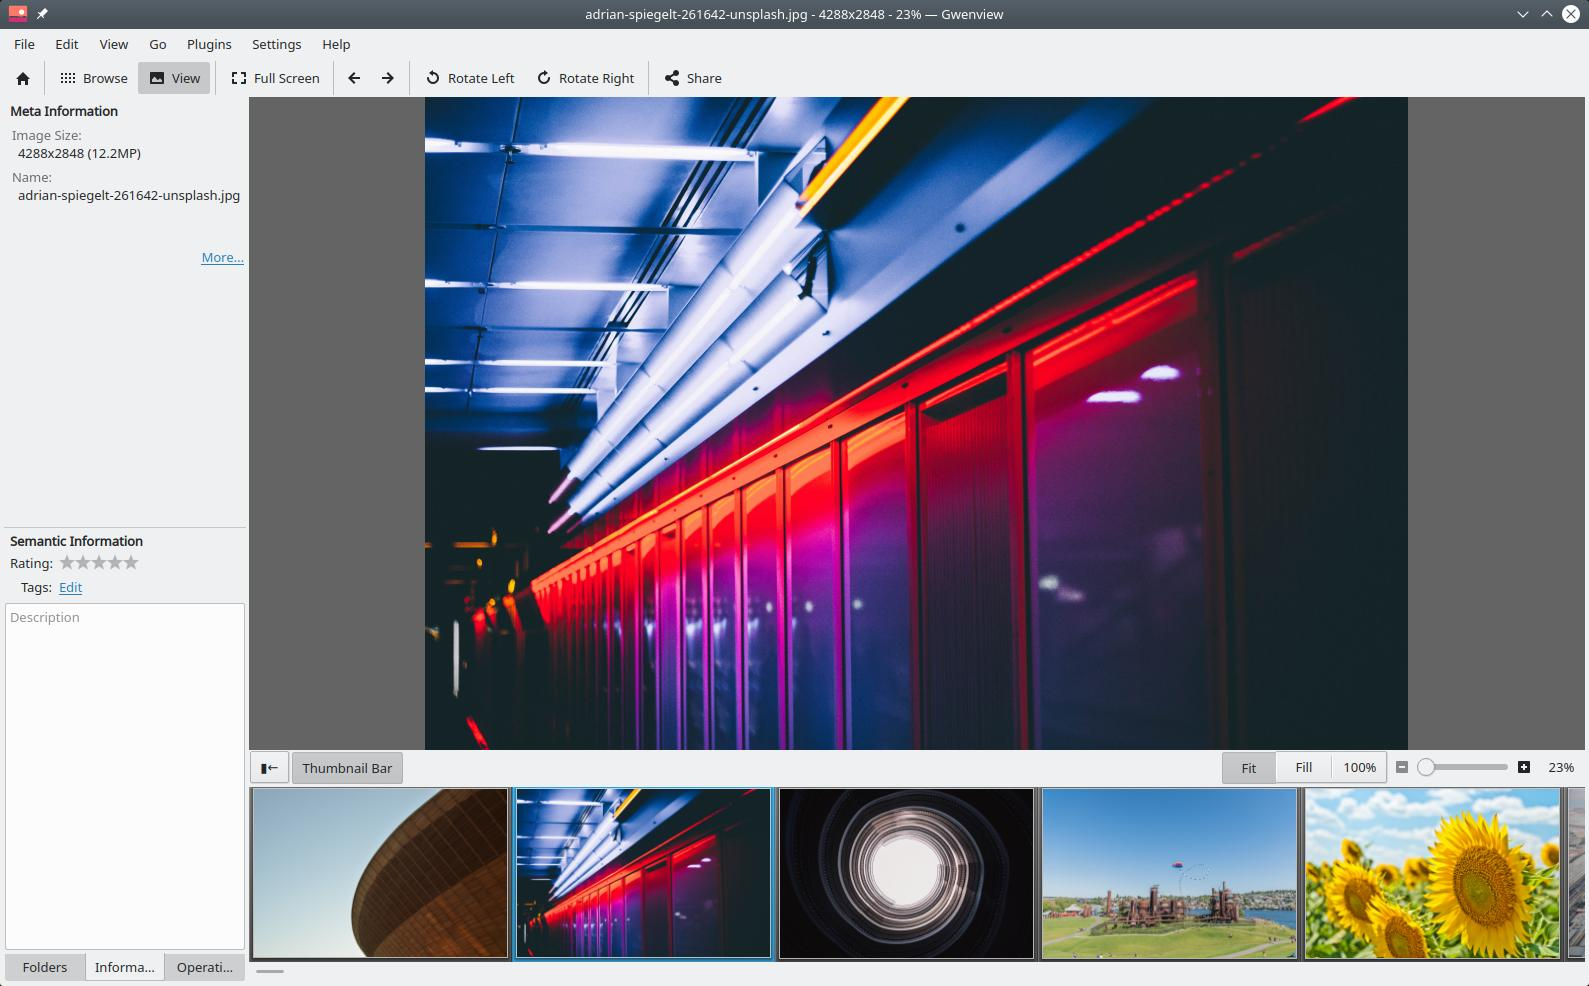 adrian-spiegelt-261642-unsplash.jpg - 4288x2848 - 23% — Gwenview
File Edit View Go Plugins Settings Help
Browse View Full Screen Rotate Left Rotate Right Share
Meta Information
Image Size:
4288x2848 (12.2MP)
Name:
adrian-spiegelt-261642-unsplash.jpg
More...
Semantic Information
Rating:
Tags: Edit
Description
Thumbnail Bar Fit Fill 100% 23%
Folders Informa... Operati...